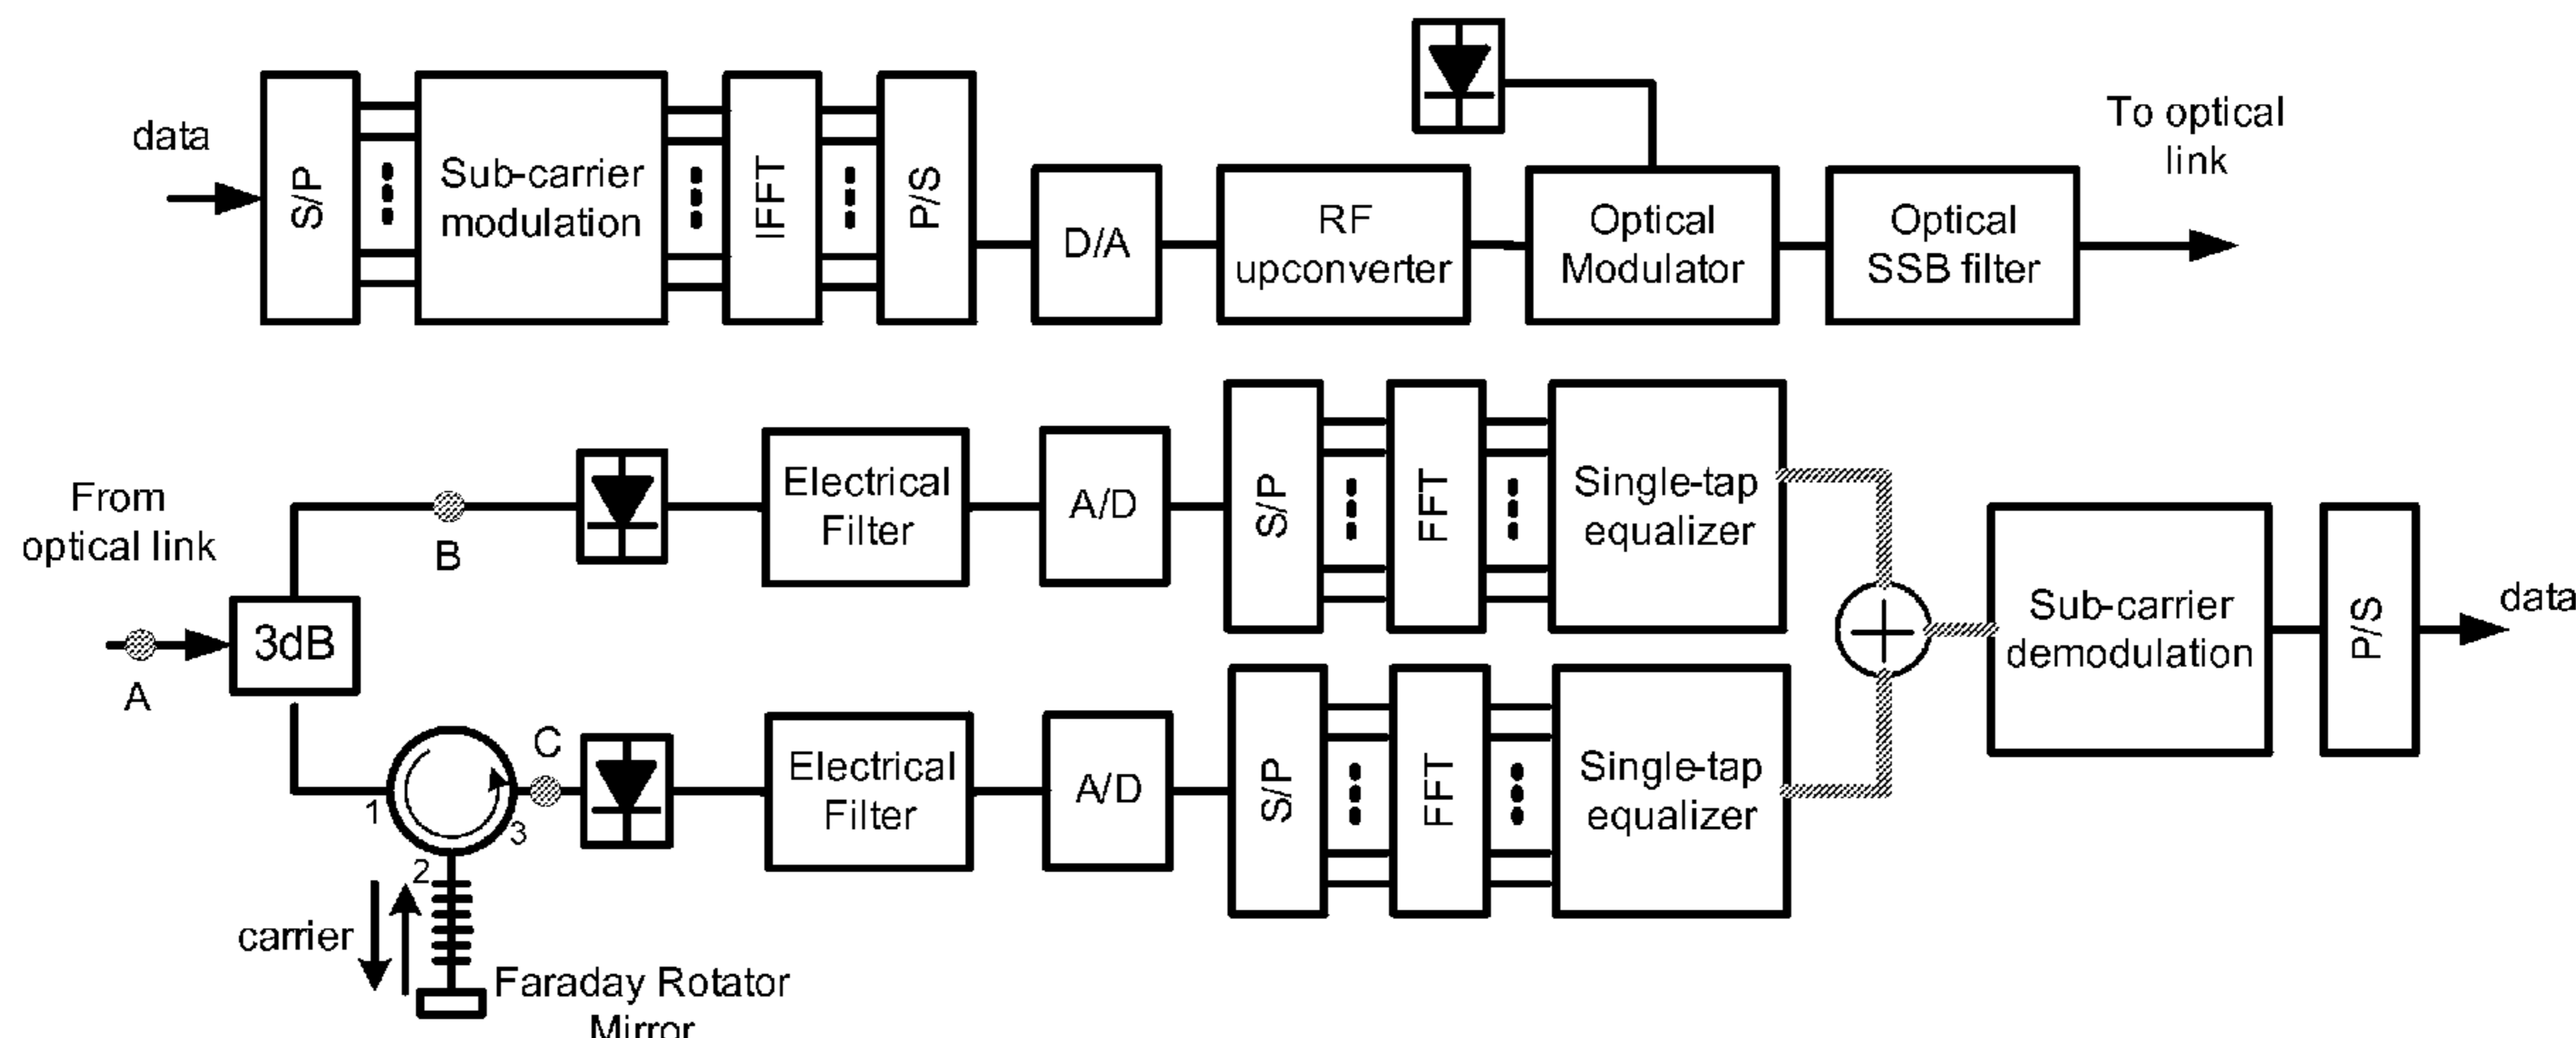 data
S/P
Sub-carrier
modulation
IFFT
P/S
D/A
RF
upconverter
Optical
Modulator
Optical
SSB filter
To optical
link
From
optical link
A
3dB
B
Electrical
Filter
A/D
S/P
FFT
Single-tap
equalizer
1
2
3
C
carrier
Faraday Rotator
Mirror
Electrical
Filter
A/D
S/P
FFT
Single-tap
equalizer
Sub-carrier
demodulation
P/S
data